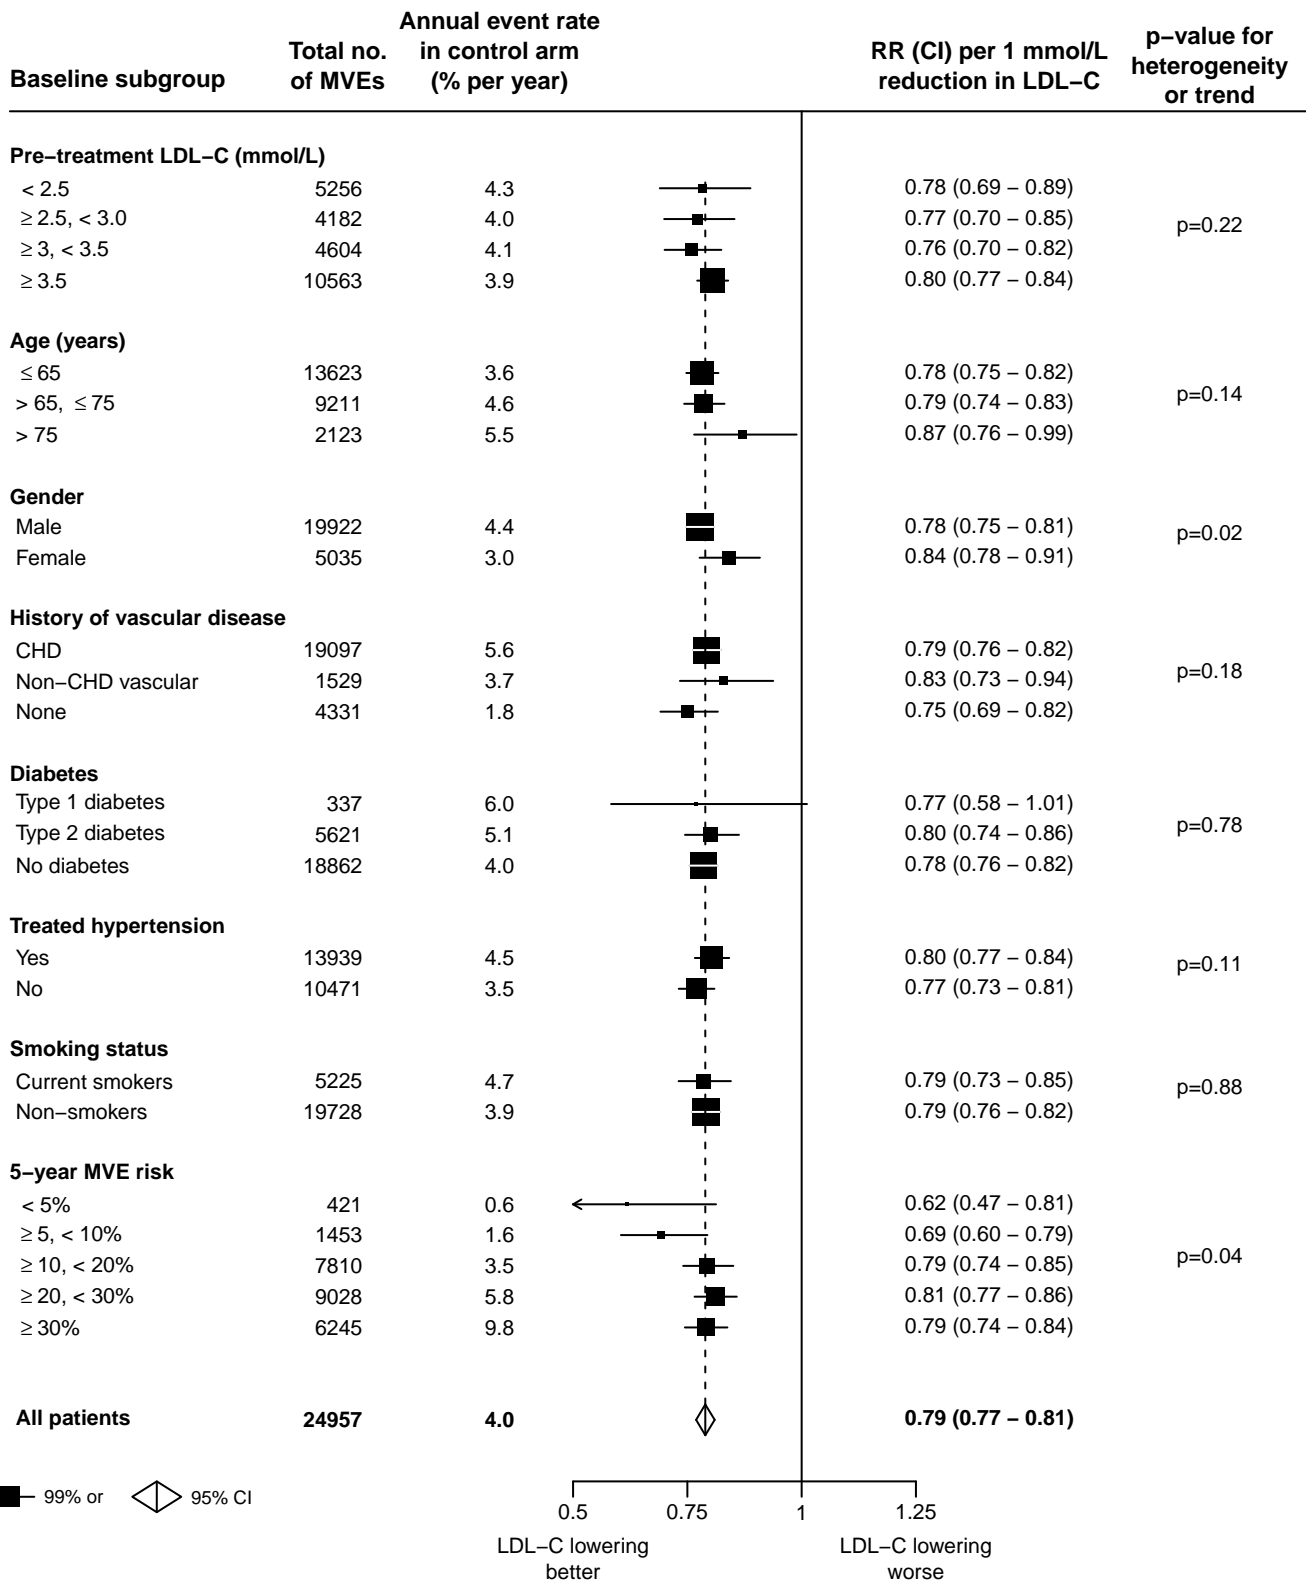 Baseline subgroup Total no. of MVEs Annual event rate in control arm (% per year) RR (CI) per 1 mmol/L reduction in LDL−C p−value for heterogeneity or trend
Pre−treatment LDL−C (mmol/L)
< 2.5 5256 4.3 0.78 (0.69 − 0.89)
≥ 2.5, < 3.0 4182 4.0 0.77 (0.70 − 0.85) p=0.22
≥ 3, < 3.5 4604 4.1 0.76 (0.70 − 0.82)
≥ 3.5 10563 3.9 0.80 (0.77 − 0.84)
Age (years)
≤ 65 13623 3.6 0.78 (0.75 − 0.82)
> 65, ≤ 75 9211 4.6 0.79 (0.74 − 0.83) p=0.14
> 75 2123 5.5 0.87 (0.76 − 0.99)
Gender
Male 19922 4.4 0.78 (0.75 − 0.81) p=0.02
Female 5035 3.0 0.84 (0.78 − 0.91)
History of vascular disease
CHD 19097 5.6 0.79 (0.76 − 0.82)
Non−CHD vascular 1529 3.7 0.83 (0.73 − 0.94) p=0.18
None 4331 1.8 0.75 (0.69 − 0.82)
Diabetes
Type 1 diabetes 337 6.0 0.77 (0.58 − 1.01)
Type 2 diabetes 5621 5.1 0.80 (0.74 − 0.86) p=0.78
No diabetes 18862 4.0 0.78 (0.76 − 0.82)
Treated hypertension
Yes 13939 4.5 0.80 (0.77 − 0.84) p=0.11
No 10471 3.5 0.77 (0.73 − 0.81)
Smoking status
Current smokers 5225 4.7 0.79 (0.73 − 0.85) p=0.88
Non−smokers 19728 3.9 0.79 (0.76 − 0.82)
5−year MVE risk
< 5% 421 0.6 0.62 (0.47 − 0.81)
≥ 5, < 10% 1453 1.6 0.69 (0.60 − 0.79)
≥ 10, < 20% 7810 3.5 0.79 (0.74 − 0.85) p=0.04
≥ 20, < 30% 9028 5.8 0.81 (0.77 − 0.86)
≥ 30% 6245 9.8 0.79 (0.74 − 0.84)
All patients 24957 4.0 0.79 (0.77 − 0.81)
99% or 95% CI
0.5 0.75 1 1.25
LDL−C lowering better LDL−C lowering worse